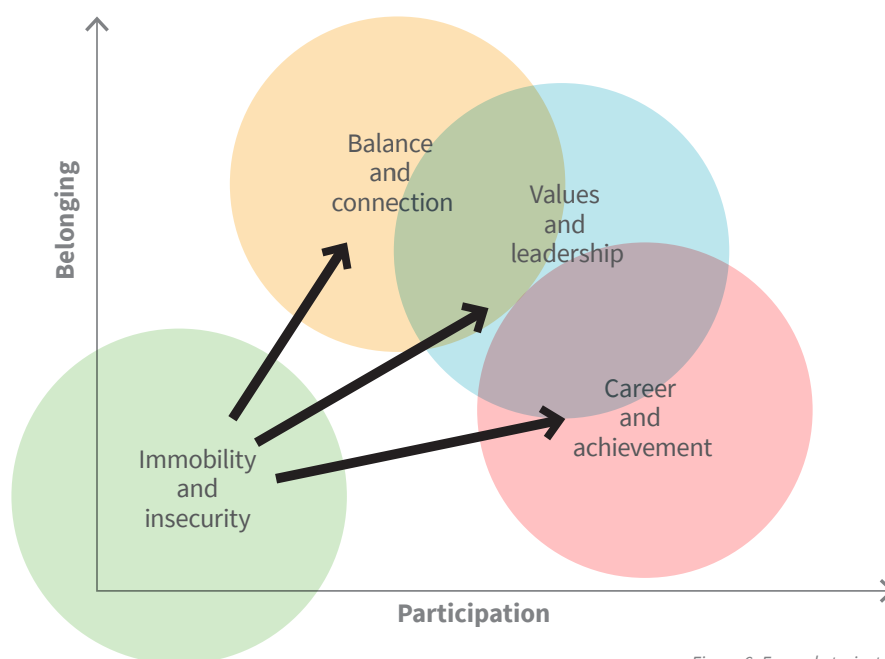 Balance
and
connection
Values
and
leadership
Belonging
Career
and
achievement
Immobility
and
insecurity
Participation